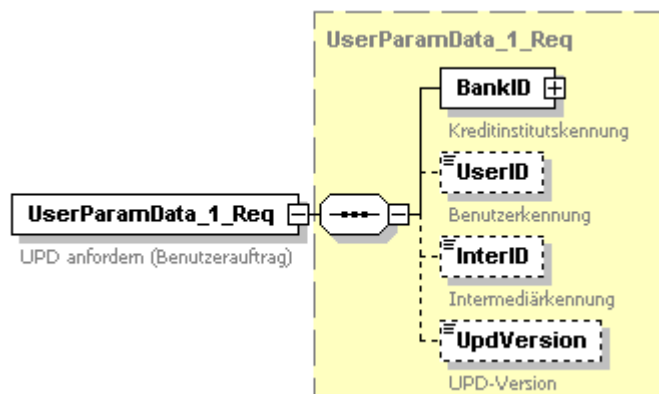 UserParamData_1_Req
BankID
Kreditinstitutskennung
UserID
Benutzerkennung
UserParamData_1_Req
UPD anfordern (Benutzerauftrag)
InterID
Intermediärkennung
UpdVersion
UPD-Version